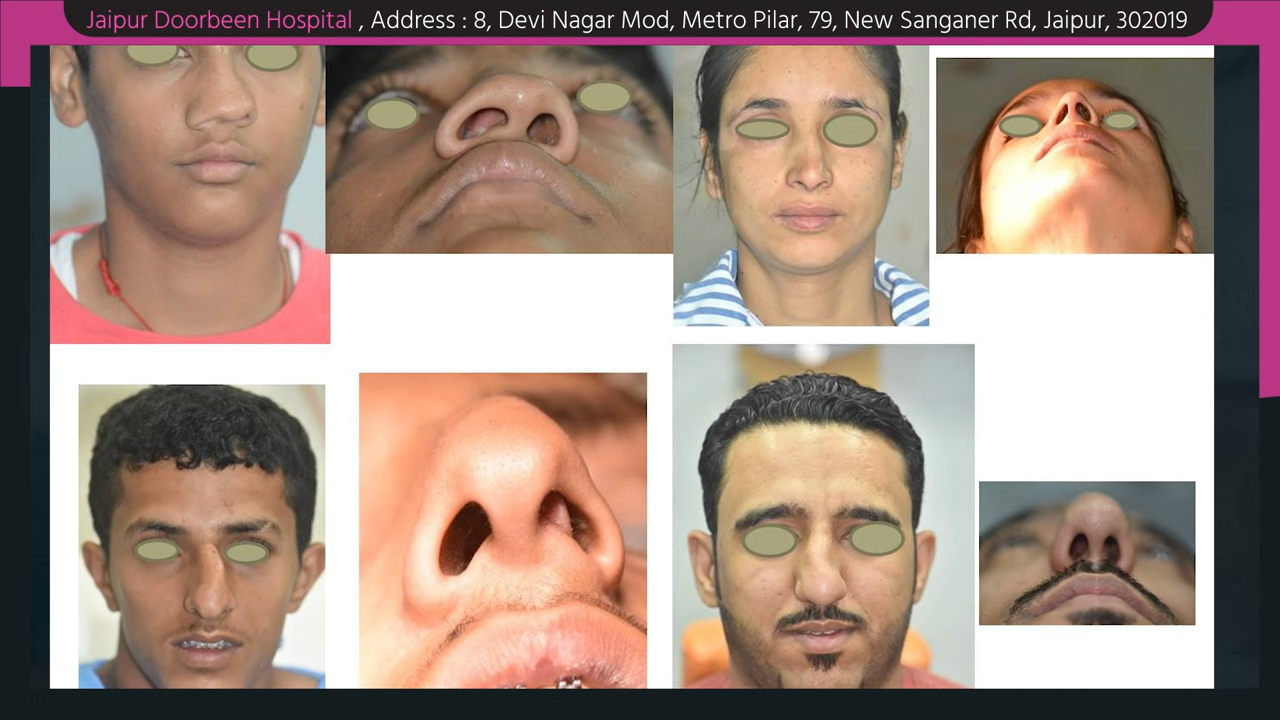 Jaipur Doorbeen Hospital , Address : 8, Devi Nagar Mod, Metro Pilar, 79, New Sanganer Rd, Jaipur, 302019